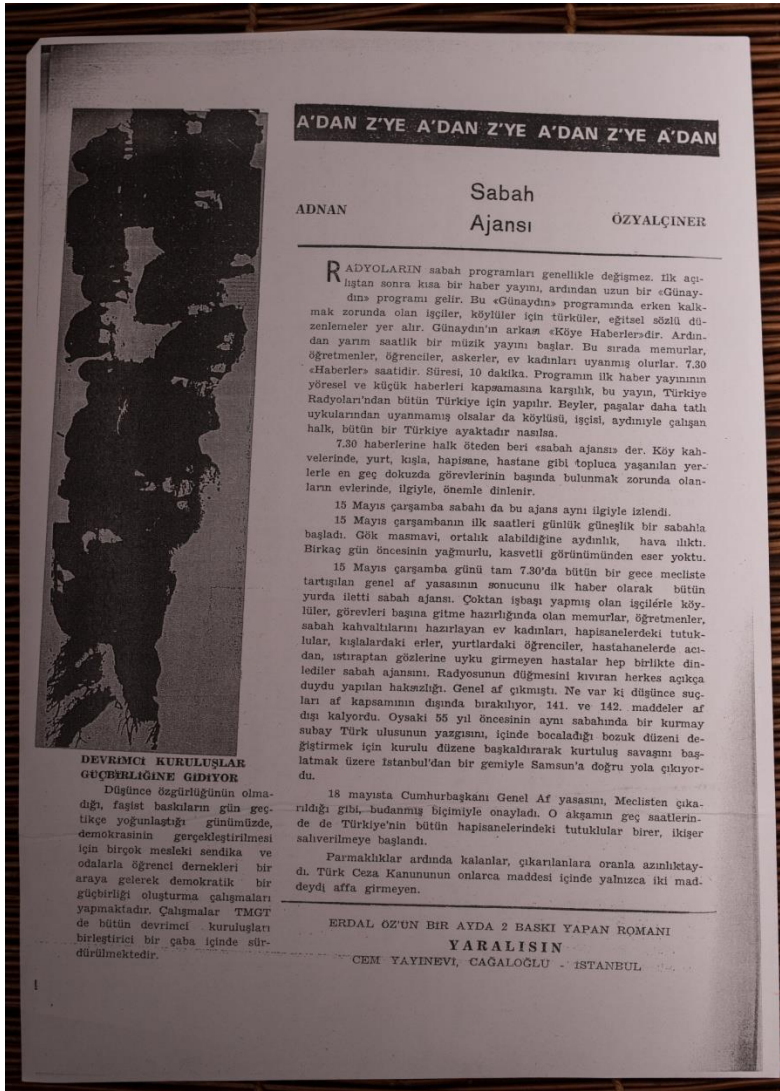 A'DAN Z'YE A'DAN Z'YE A'DAN Z'YE A'DAN
Sabah
Ajansı
ADNAN
ÖZYALÇINER
RADYOLARIN sabah programları genellikle değişmez. İlk açı-
lıştan sonra kısa bir haber yayını, ardından uzun bir «Günay-
dın» programı gelir. Bu «Günaydın» programında erken kalk-
mak zorunda olan işçiler, köylüler için türküler, eğitsel sözlü dü-
zenlemeler yer alır. Günaydın'ın arkası «Köye Haberler»dir. Ardın-
dan yarım saatlik bir müzik yayını başlar. Bu sırada memurlar,
öğretmenler, öğrenciler, askerler, ev kadınları uyanmış olurlar. 7.30
«Haberler» saatidir. Süresi, 10 dakika. Programın ilk haber yayınının
yöresel ve küçük haberleri kapsamasına karşılık, bu yayın, Türkiye
Radyoları'ndan bütün Türkiye için yapılır. Beyler, paşalar daha tatlı
uykularından uyanmamış olsalar da köylüsü, işçisi, aydınıyle çalışan
halk, bütün bir Türkiye ayaktadır nasılsa.
7.30 haberlerine halk öteden beri «sabah ajansı» der. Köy kah-
velerinde, yurt, kışla, hapisane, hastane gibi topluca yaşanılan yer-
lerle en geç dokuzda görevlerinin başında bulunmak zorunda olan-
ların evlerinde, ilgiyle, önemle dinlenir.
15 Mayıs çarşamba sabahı da bu ajans aynı ilgiyle izlendi.
15 Mayıs çarşambanın ilk saatleri günlük güneşlik bir sabahla
başladı. Gök masmavi, ortalık alabildiğine aydınlık, hava ılıktı.
Birkaç gün öncesinin yağmurlu, kasvetli görünümünden eser yoktu.
15 Mayıs çarşamba günü tam 7.30'da bütün bir gece mecliste
tartışılan genel af yasasının sonucunu ilk haber olarak bütün
yurda iletti sabah ajansı. Çoktan işbaşı yapmış olan işçilerle köy-
lüler, görevleri başına gitme hazırlığında olan memurlar, öğretmenler,
sabah kahvaltılarını hazırlayan ev kadınları, hapisanelerdeki tutuk-
lular, kışlalardaki erler, yurtlardaki öğrenciler, hastahanelerde acı-
dan, ıstıraptan gözlerine uyku girmeyen hastalar hep birlikte din-
lediler sabah ajansını. Radyosunun düğmesini kıvıran herkes açıkça
duydu yapılan haksızlığı. Genel af çıkmıştı. Ne var ki düşünce suç-
ları af kapsamının dışında bırakılıyor, 141. ve 142. maddeler af
dışı kalyordu. Oysaki 55 yıl öncesinin aynı sabahında bir kurmay
subay Türk ulusunun yazgısını, içinde bocaladığı bozuk düzeni de-
ğiştirmek için kurulu düzene başkaldırarak kurtuluş savaşını baş-
latmak üzere İstanbul'dan bir gemiyle Samsun'a doğru yola çıkıyor-
du.
18 mayısta Cumhurbaşkanı Genel Af yasasını, Meclisten çıka-
rıldığı gibi, budanmış biçimiyle onayladı. O akşamın geç saatlerin-
de de Türkiye'nin bütün hapisanelerindeki tutuklular birer, ikişer
salıverilmeye başlandı.
Parmaklıklar ardında kalanlar, çıkarılanlara oranla azınlıktay-
dı. Türk Ceza Kanununun onlarca maddesi içinde yalnızca iki mad-
deydi affa girmeyen.
ERDAL ÖZ'ÜN BİR AYDA 2 BASKI YAPAN ROMANI
YARALISIN
CEM YAYINEVİ, CAĞALOĞLU - İSTANBUL
DEVRİMCİ KURULUŞLAR
GÜÇBİRLİĞİNE GİDİYOR
Düşünce özgürlüğünün olma-
dığı, faşist baskıların gün geç-
tikçe yoğunlaştığı günümüzde,
demokrasinin gerçekleştirilmesi
için birçok mesleki sendika ve
odalarla öğrenci dernekleri bir
araya gelerek demokratik bir
güçbirliği oluşturma çalışmaları
yapmaktadır. Çalışmalar TMGT
de bütün devrimci kuruluşları
birleştirici bir çaba içinde sür-
dürülmektedir.